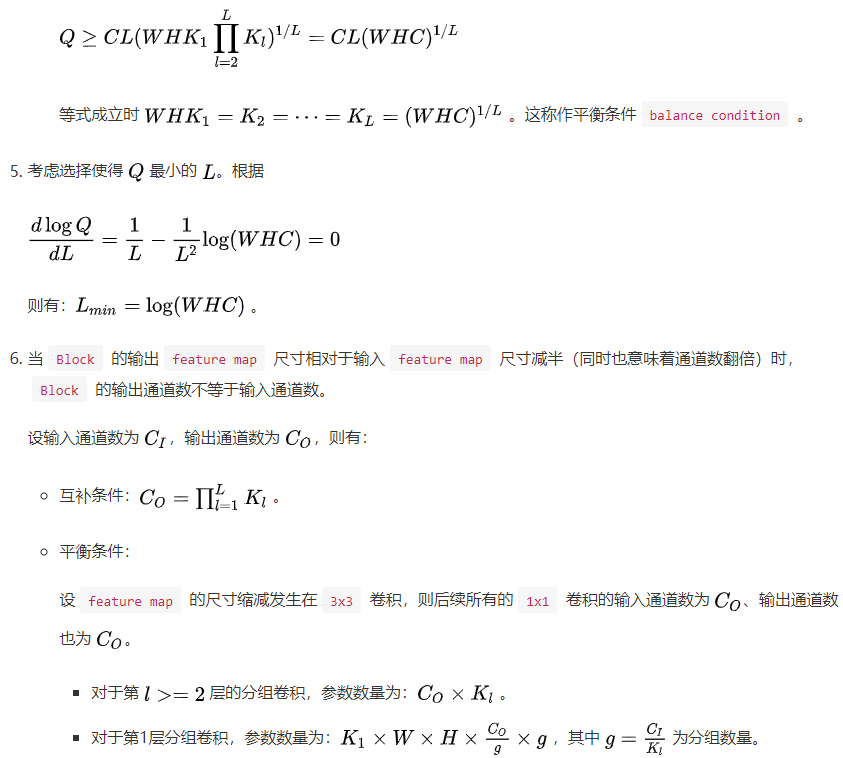 $Q \geq CL(WHK_1 \prod_{l=2}^{L} K_l)^{1/L} = CL(WHC)^{1/L}$
等式成立时 $WHK_1 = K_2 = \cdots = K_L = (WHC)^{1/L}$ 。这称作平衡条件 balance condition 。
5. 考虑选择使得 $Q$ 最小的 $L$。根据
$\frac{d \log Q}{dL} = \frac{1}{L} - \frac{1}{L^2} \log(WHC) = 0$
则有：$L_{min} = \log(WHC)$ 。
6. 当 Block 的输出 feature map 尺寸相对于输入 feature map 尺寸减半（同时也意味着通道数翻倍）时，
Block 的输出通道数不等于输入通道数。
设输入通道数为 $C_I$，输出通道数为 $C_O$，则有：
○ 互补条件：$C_O = \prod_{l=1}^{L} K_l$ 。
○ 平衡条件：
设 feature map 的尺寸缩减发生在 3x3 卷积，则后续所有的 1x1 卷积的输入通道数为 $C_O$、输出通道数
也为 $C_O$。
■ 对于第 $l >= 2$ 层的分组卷积，参数数量为：$C_O \times K_l$ 。
■ 对于第1层分组卷积，参数数量为：$K_1 \times W \times H \times \frac{C_O}{g} \times g$ ，其中 $g = \frac{C_I}{K_l}$ 为分组数量。